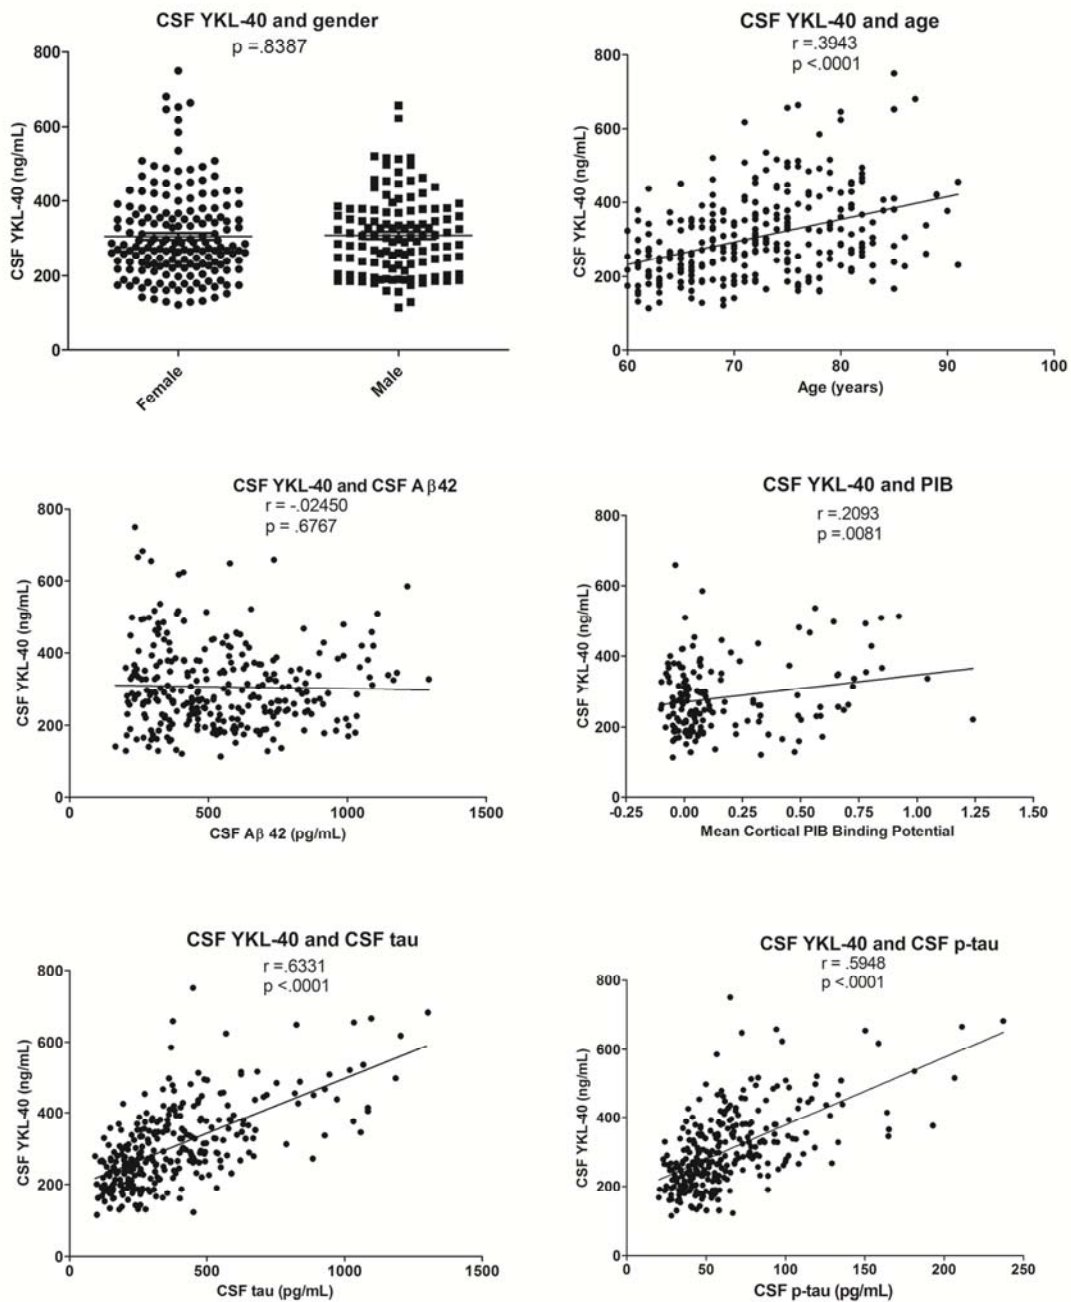 CSF YKL-40 and gender
p =.8387
CSF YKL-40 (ng/mL)
800
600
400
200
0
Female
Male
CSF YKL-40 and age
r =.3943
p <.0001
CSF YKL-40 (ng/mL)
800
600
400
200
0
60 70 80 90 100
Age (years)
CSF YKL-40 and CSF Aβ42
r = -.02450
p = .6767
CSF YKL-40 (ng/mL)
800
600
400
200
0
0 500 1000 1500
CSF Aβ 42 (pg/mL)
CSF YKL-40 and PIB
r =.2093
p =.0081
CSF YKL-40 (ng/mL)
800
600
400
200
0
-0.25 0.00 0.25 0.50 0.75 1.00 1.25 1.50
Mean Cortical PIB Binding Potential
CSF YKL-40 and CSF tau
r =.6331
p <.0001
CSF YKL-40 (ng/mL)
800
600
400
200
0
0 500 1000 1500
CSF tau (pg/mL)
CSF YKL-40 and CSF p-tau
r = .5948
p <.0001
CSF YKL-40 (ng/mL)
800
600
400
200
0
0 50 100 150 200 250
CSF p-tau (pg/mL)